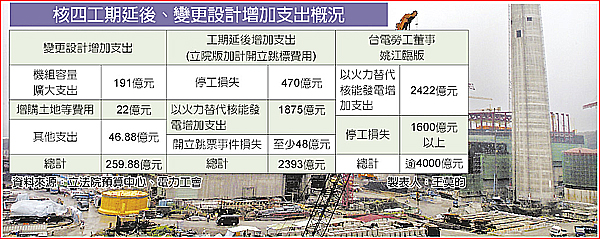 核四工期延後、變更設計增加支出概況
變更設計增加支出
機組容量
擴大支出
191億元
增購土地等費用
22億元
其他支出
46.88億元
總計
259.88億元
工期延後增加支出
(立院版加計開立跳標費用)
停工損失
470億元
以火力替代核能發
電增加支出
1875億元
開立跳票事件損失
至少48億元
總計
2393億元
台電勞工董事
姚江臨版
以火力替代
核能發電增
加支出
2422億元
停工損失
1600億元
以上
總計
逾4000億元
資料來源:立法院預算中心、電力工會
製表人:王英昀